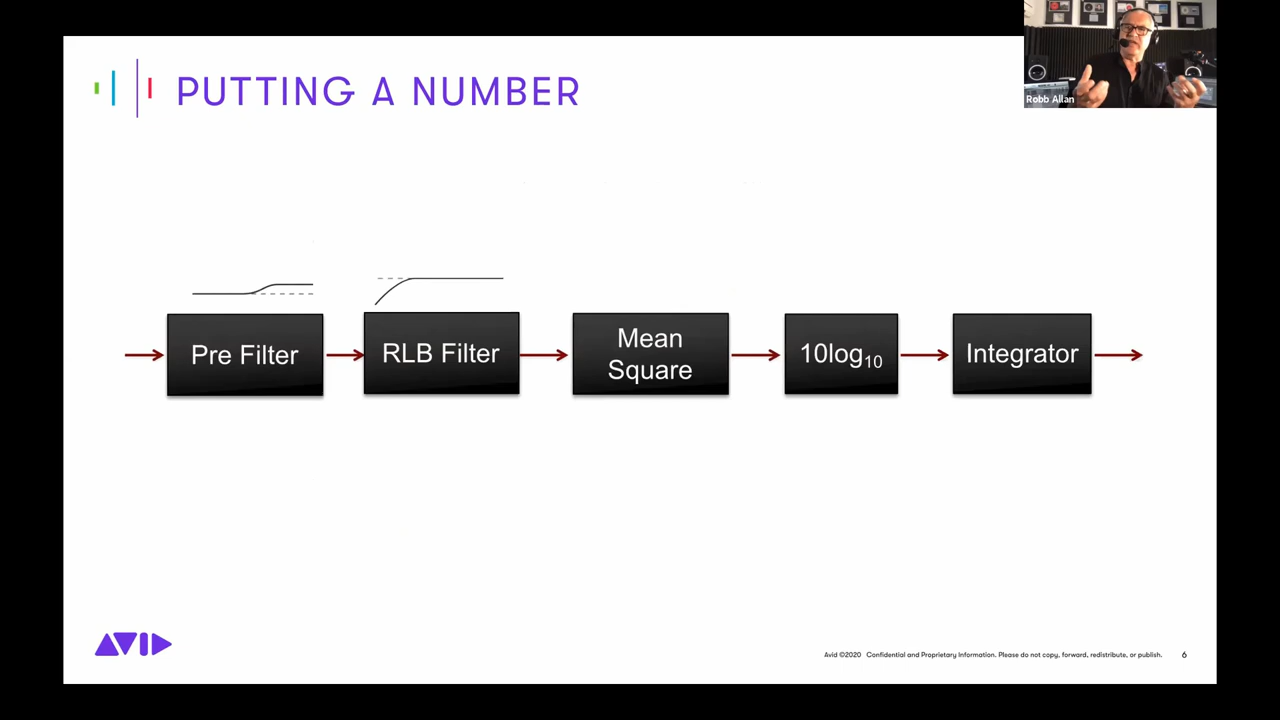 Robb Allan
PUTTING A NUMBER
Pre Filter
RLB Filter
Mean
Square
10log₁₀
Integrator
AVID
Avid ©2020 Confidential and Proprietary Information. Please do not copy, forward, redistribute, or publish.
6